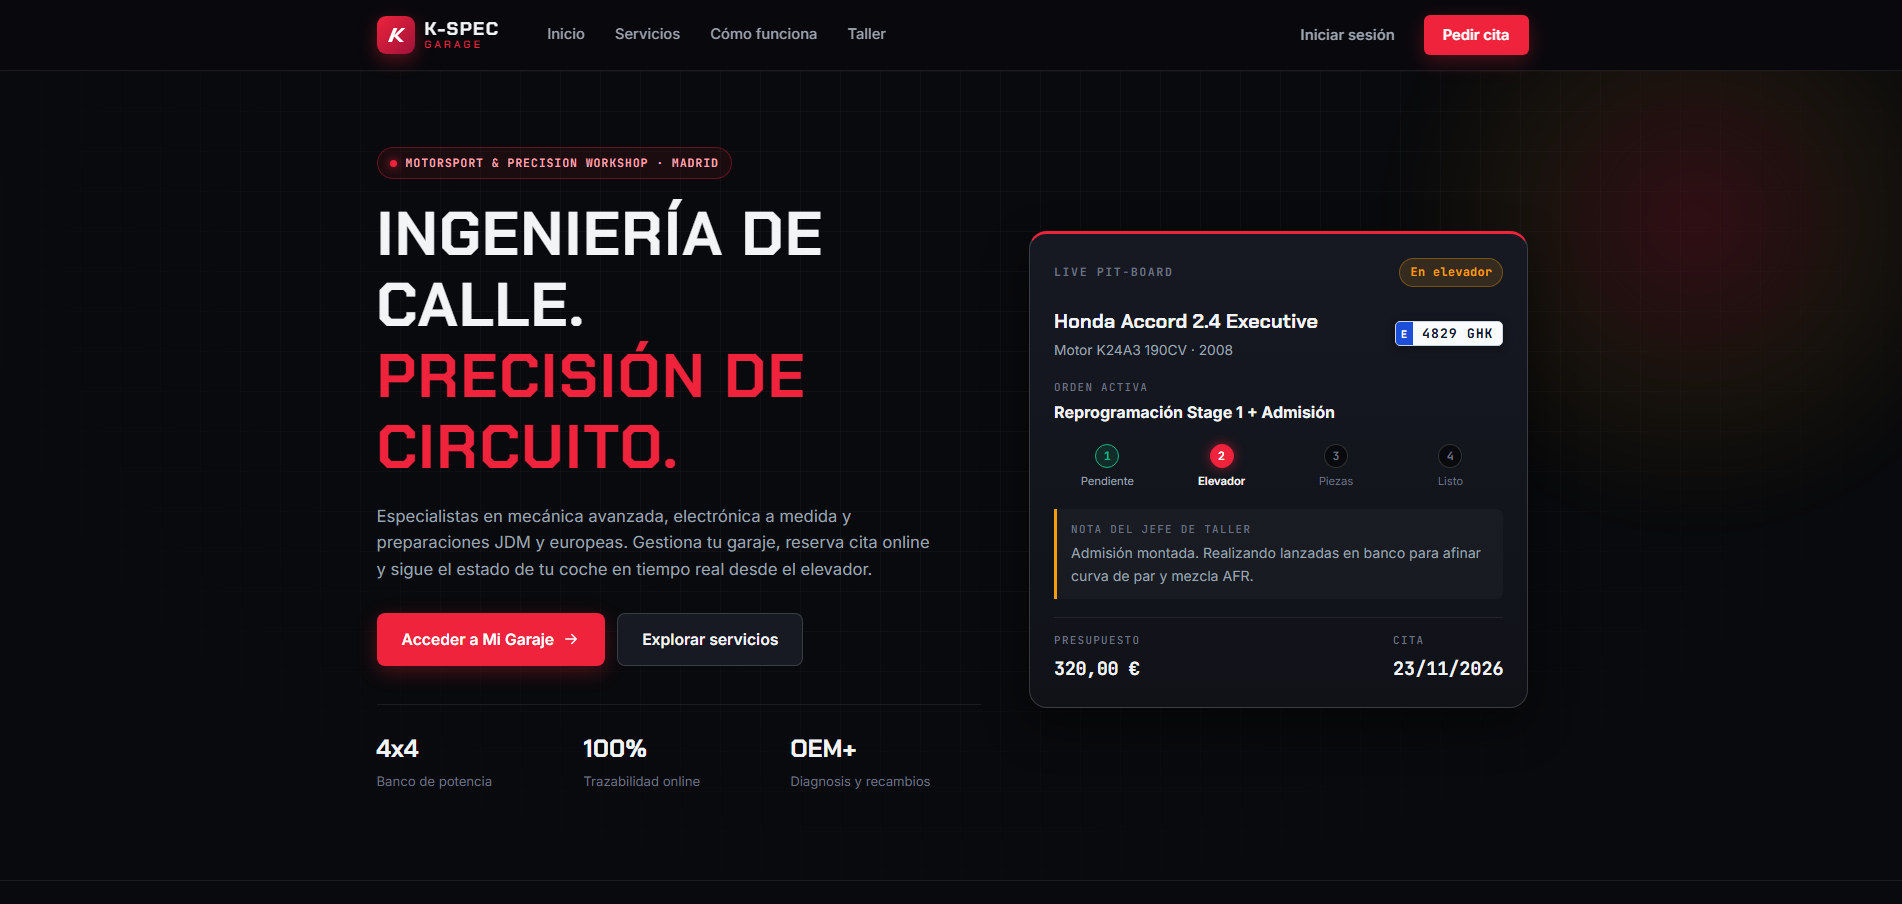 K
K-SPEC
GARAGE
Inicio
Servicios
Cómo funciona
Taller
Iniciar sesión
Pedir cita
MOTORSPORT & PRECISION WORKSHOP · MADRID
INGENIERÍA DE
CALLE.
PRECISIÓN DE
CIRCUITO.
Especialistas en mecánica avanzada, electrónica a medida y
preparaciones JDM y europeas. Gestiona tu garaje, reserva cita online
y sigue el estado de tu coche en tiempo real desde el elevador.
Acceder a Mi Garaje →
Explorar servicios
4x4
Banco de potencia
100%
Trazabilidad online
OEM+
Diagnosis y recambios
LIVE PIT-BOARD
En elevador
Honda Accord 2.4 Executive
E 4829 GHK
Motor K24A3 190CV · 2008
ORDEN ACTIVA
Reprogramación Stage 1 + Admisión
1
Pendiente
2
Elevador
3
Piezas
4
Listo
NOTA DEL JEFE DE TALLER
Admisión montada. Realizando lanzadas en banco para afinar
curva de par y mezcla AFR.
PRESUPUESTO
320,00 €
CITA
23/11/2026